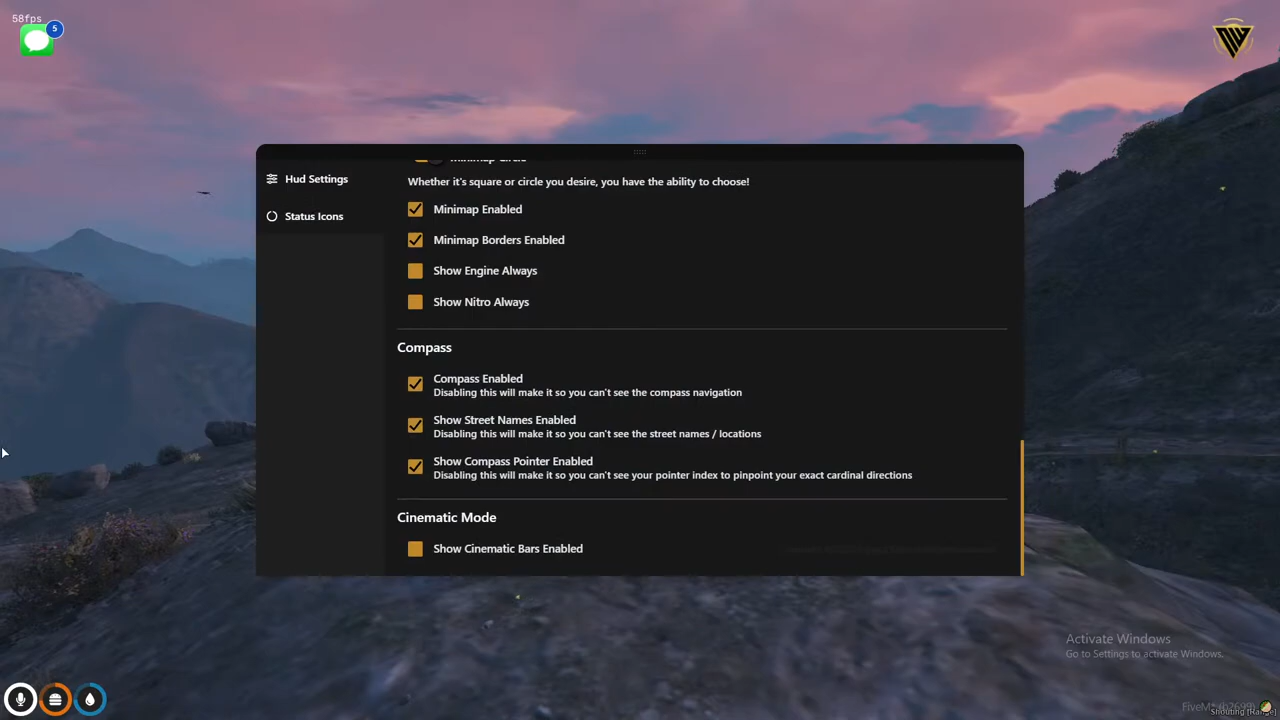 58fps
5
Hud Settings
Status Icons
Minimap Circle
Whether it's square or circle you desire, you have the ability to choose!
Minimap Enabled
Minimap Borders Enabled
Show Engine Always
Show Nitro Always
Compass
Compass Enabled
Disabling this will make it so you can't see the compass navigation
Show Street Names Enabled
Disabling this will make it so you can't see the street names / locations
Show Compass Pointer Enabled
Disabling this will make it so you can't see your pointer index to pinpoint your exact cardinal directions
Cinematic Mode
Show Cinematic Bars Enabled
Activate Windows
Go to Settings to activate Windows.
Shouting [Range]